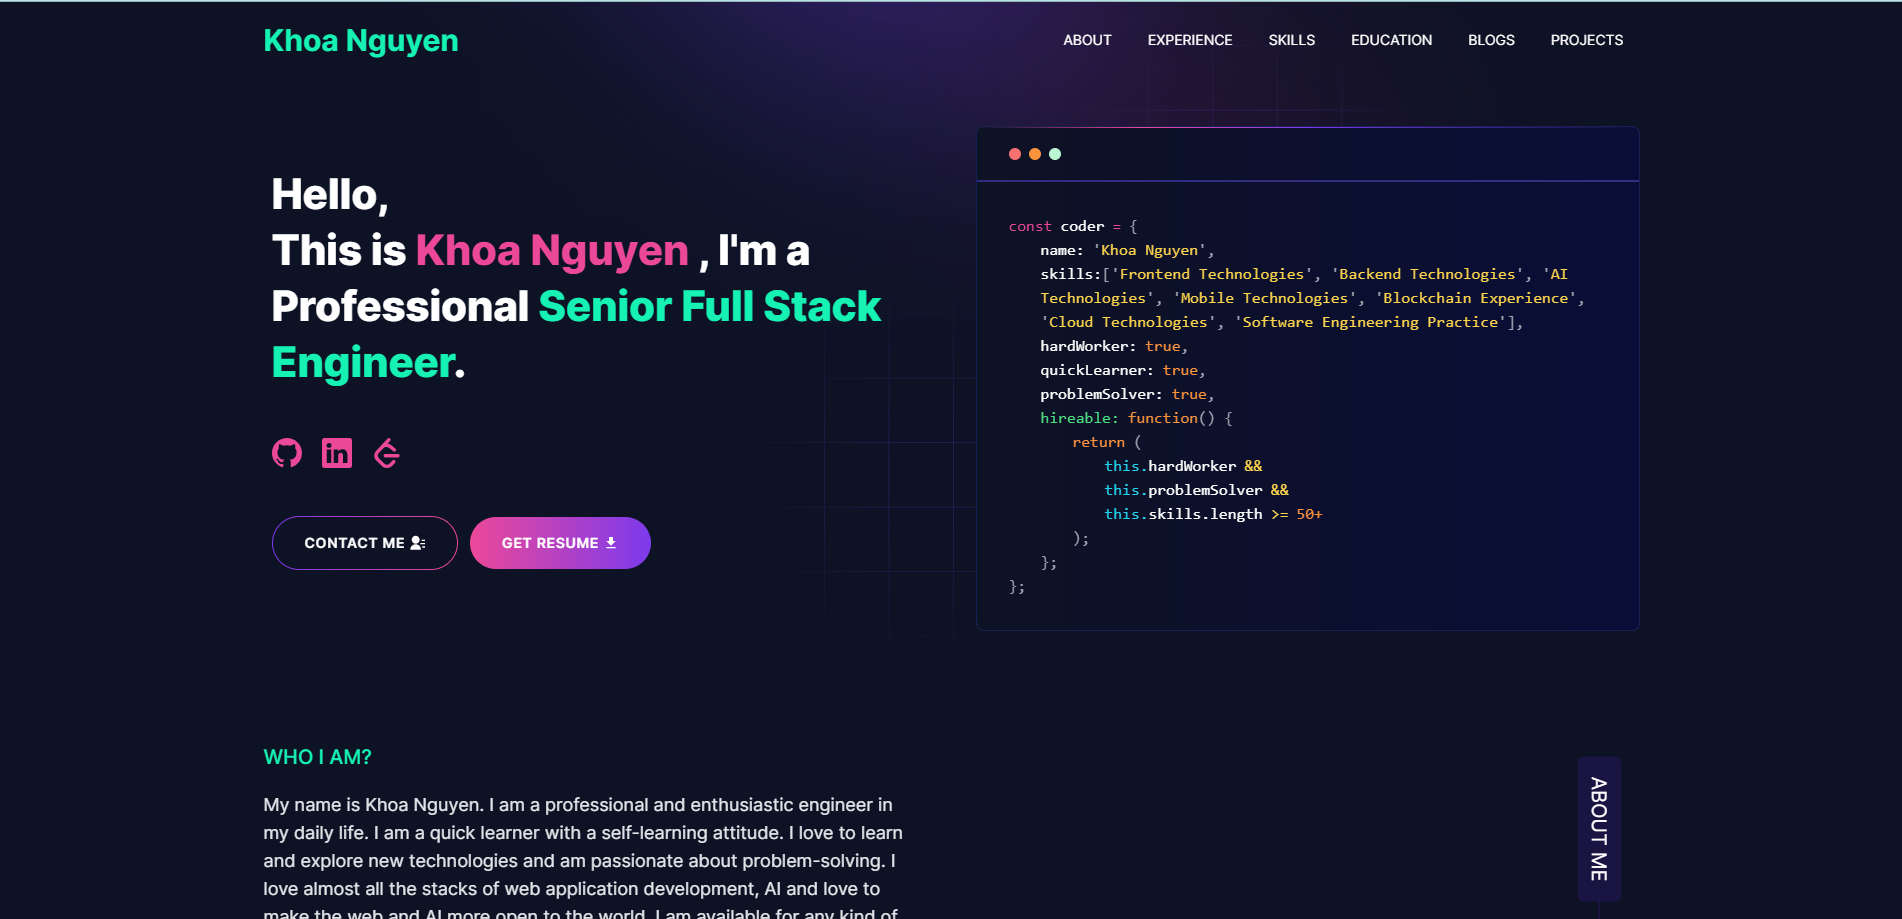 Khoa Nguyen
ABOUT EXPERIENCE SKILLS EDUCATION BLOGS PROJECTS
Hello,
This is Khoa Nguyen , I'm a
Professional Senior Full Stack
Engineer.
in
CONTACT ME
GET RESUME
const coder = {
name: 'Khoa Nguyen',
skills:['Frontend Technologies', 'Backend Technologies', 'AI
Technologies', 'Mobile Technologies', 'Blockchain Experience',
'Cloud Technologies', 'Software Engineering Practice'],
hardWorker: true,
quickLearner: true,
problemSolver: true,
hireable: function() {
return (
this.hardWorker &&
this.problemSolver &&
this.skills.length >= 50+
);
};
};
WHO I AM?
My name is Khoa Nguyen. I am a professional and enthusiastic engineer in
my daily life. I am a quick learner with a self-learning attitude. I love to learn
and explore new technologies and am passionate about problem-solving. I
love almost all the stacks of web application development, AI and love to
make the web and AI more open to the world. I am available for any kind of
ABOUT ME